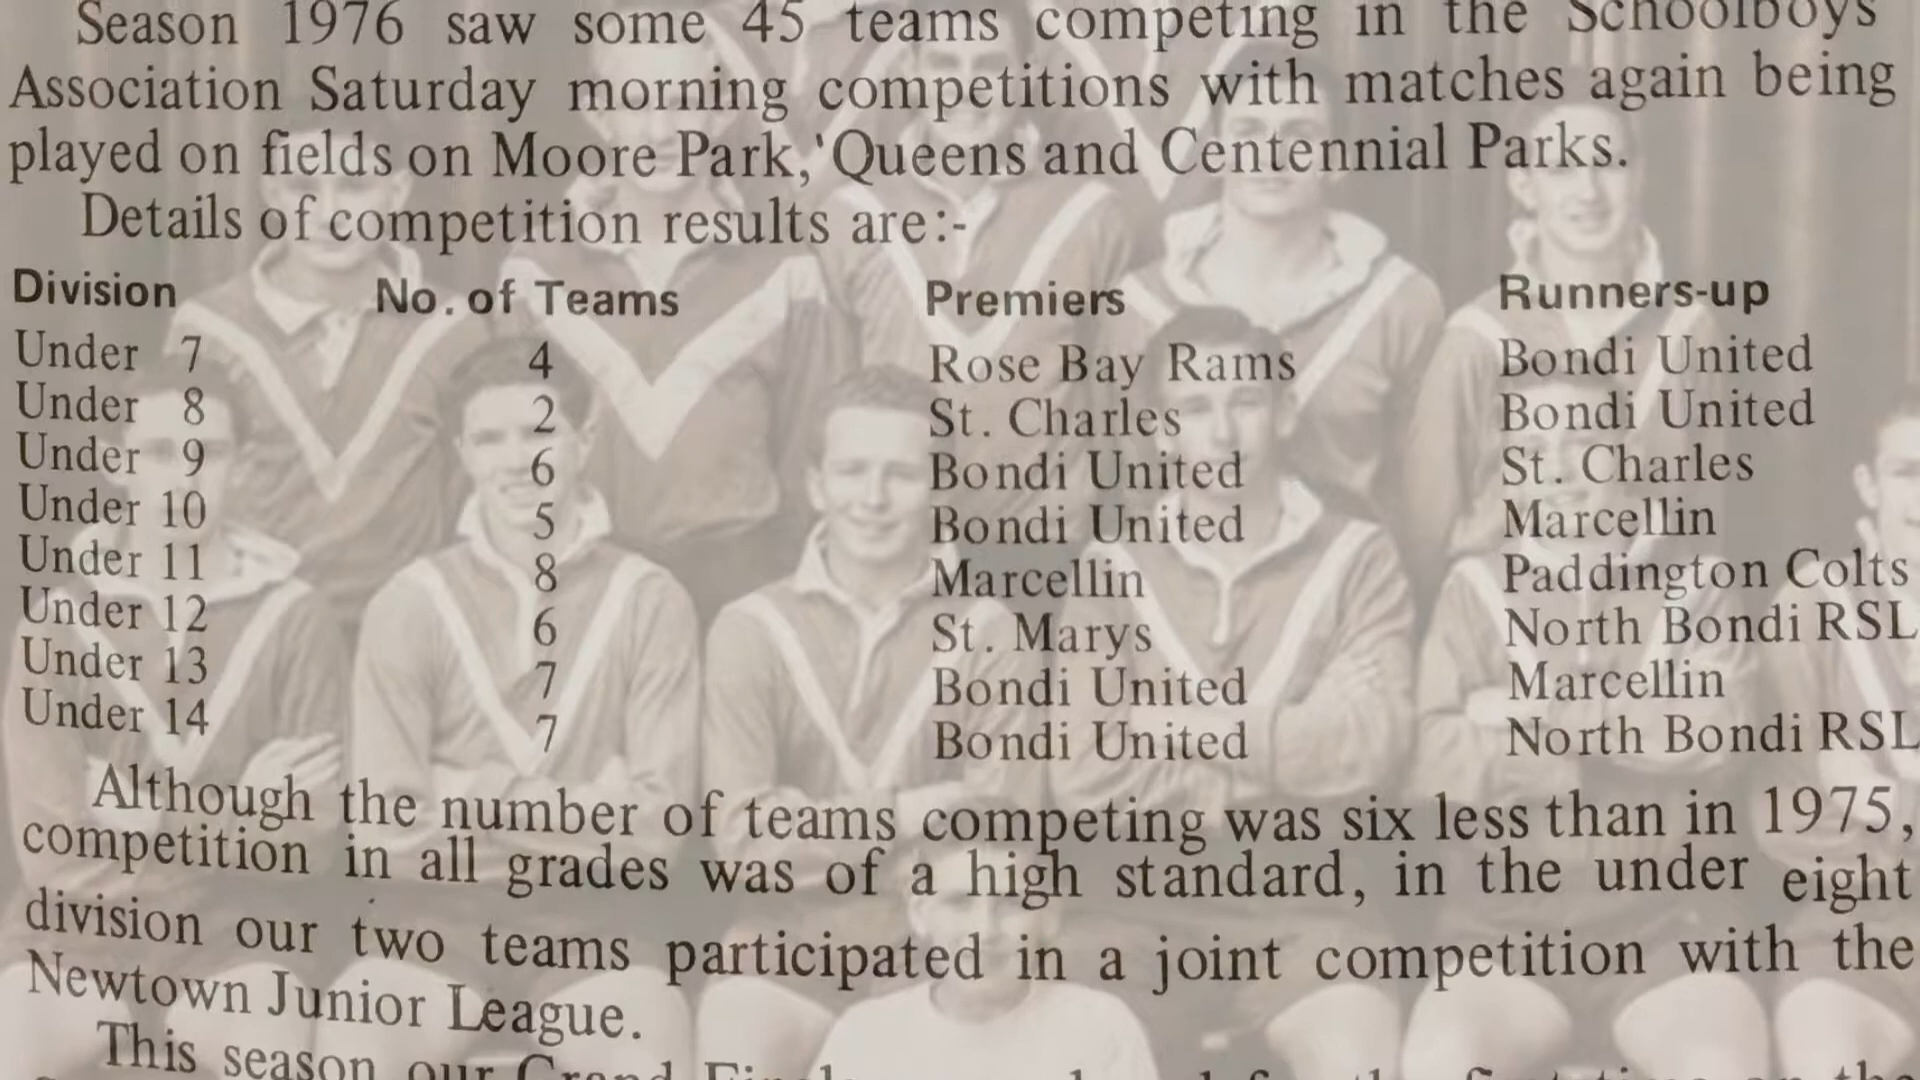 Season 1976 saw some 45 teams competing in the Schoolboys
Association Saturday morning competitions with matches again being
played on fields on Moore Park,'Queens and Centennial Parks.
Details of competition results are:-
Division No. of Teams Premiers Runners-up
Under 7 4 Rose Bay Rams Bondi United
Under 8 2 St. Charles Bondi United
Under 9 6 Bondi United St. Charles
Under 10 5 Bondi United Marcellin
Under 11 8 Marcellin Paddington Colts
Under 12 6 St. Marys North Bondi RSL
Under 13 7 Bondi United Marcellin
Under 14 7 Bondi United North Bondi RSL
Although the number of teams competing was six less than in 1975,
competition in all grades was of a high standard, in the under eight
division our two teams participated in a joint competition with the
Newtown Junior League.
This season our Grand